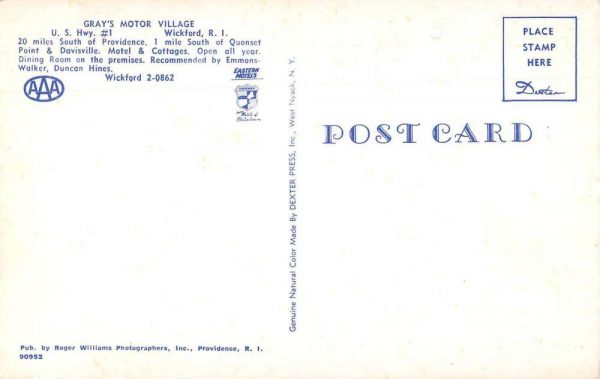 GRAY'S MOTOR VILLAGE
U. S. Hwy. #1 Wickford, R. I.
20 miles South of Providence, 1 mile South of Quonset
Point & Davisville. Motel & Cottages. Open all year.
Dining Room on the premises. Recommended by Emmons-
Walker, Duncan Hines.
Wickford 2-0862
AAA
EASTERN
MOTELS
Genuine Natural Color Made By DEXTER PRESS, Inc., West Nyack, N. Y.
PLACE
STAMP
HERE
Dexter
POST CARD
Pub. by Roger Williams Photographers, Inc., Providence, R. I.
90952